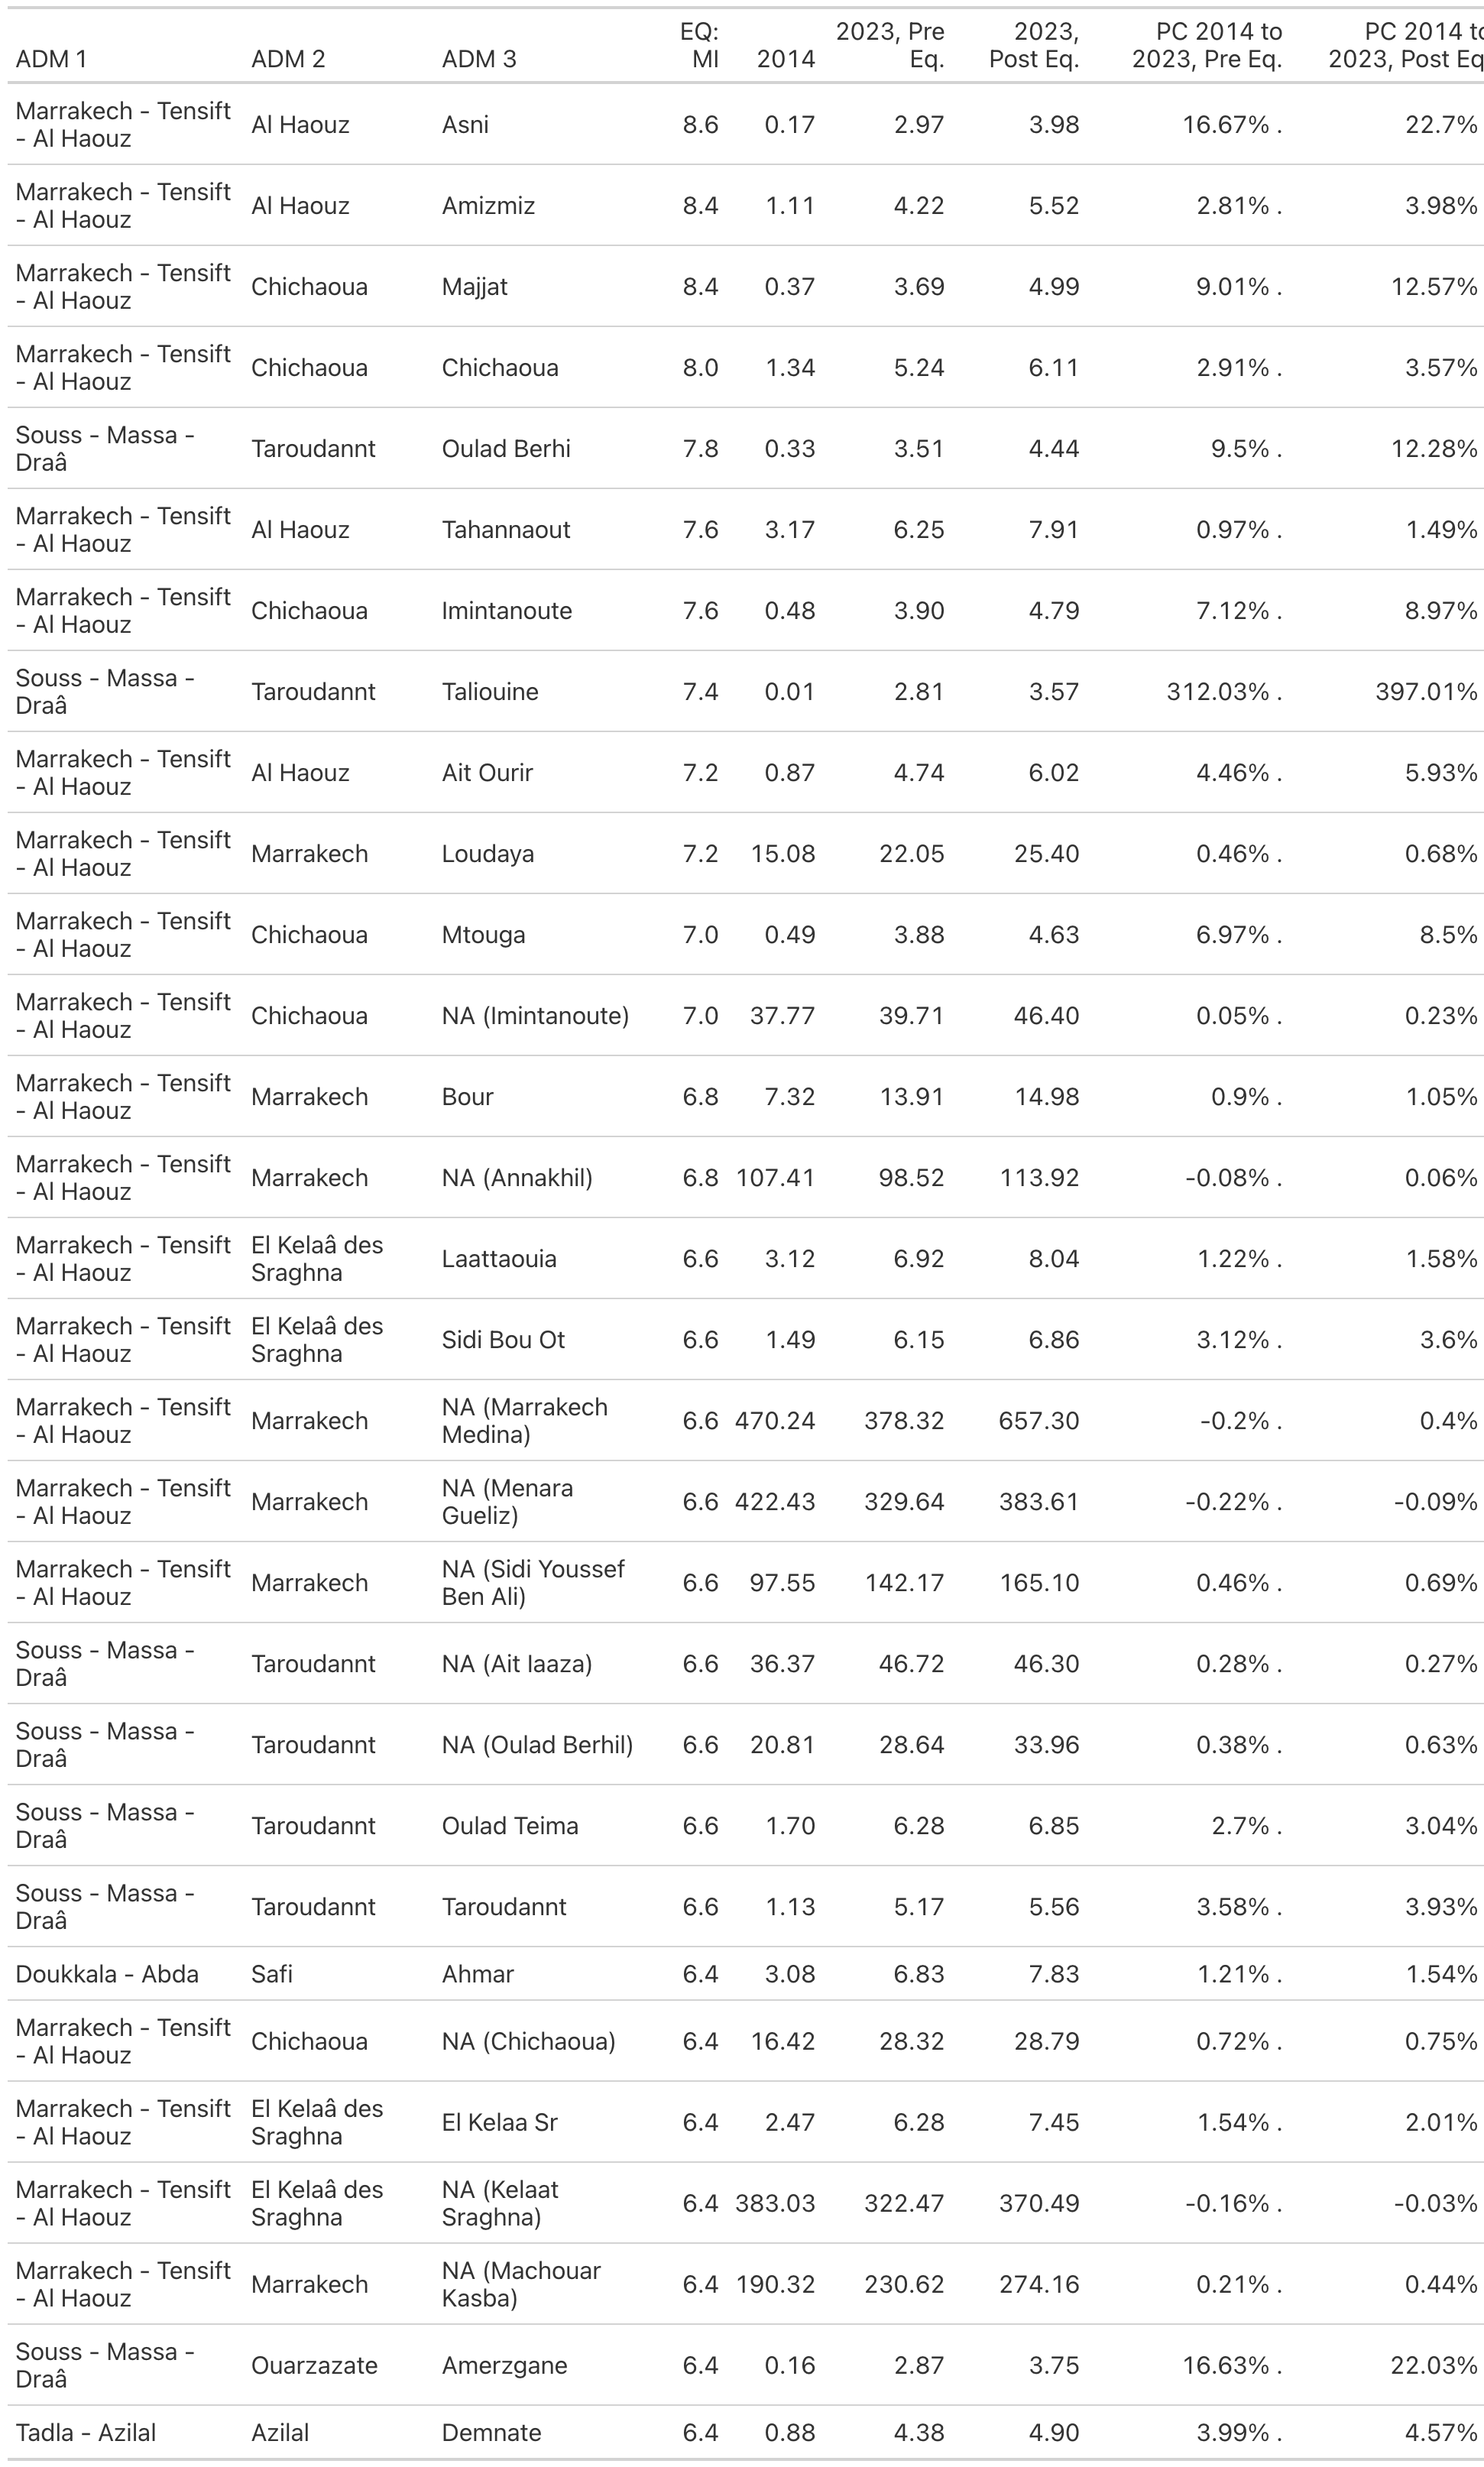 ADM 1 ADM 2 ADM 3 EQ: MI 2014 2023, Pre Eq. 2023, Post Eq. PC 2014 to 2023, Pre Eq. PC 2014 to 2023, Post Eq
Marrakech - Tensift - Al Haouz Al Haouz Asni 8.6 0.17 2.97 3.98 16.67% . 22.7%
Marrakech - Tensift - Al Haouz Al Haouz Amizmiz 8.4 1.11 4.22 5.52 2.81% . 3.98%
Marrakech - Tensift - Al Haouz Chichaoua Majjat 8.4 0.37 3.69 4.99 9.01% . 12.57%
Marrakech - Tensift - Al Haouz Chichaoua Chichaoua 8.0 1.34 5.24 6.11 2.91% . 3.57%
Souss - Massa - Draâ Taroudannt Oulad Berhi 7.8 0.33 3.51 4.44 9.5% . 12.28%
Marrakech - Tensift - Al Haouz Al Haouz Tahannaout 7.6 3.17 6.25 7.91 0.97% . 1.49%
Marrakech - Tensift - Al Haouz Chichaoua Imintanoute 7.6 0.48 3.90 4.79 7.12% . 8.97%
Souss - Massa - Draâ Taroudannt Taliouine 7.4 0.01 2.81 3.57 312.03% . 397.01%
Marrakech - Tensift - Al Haouz Al Haouz Ait Ourir 7.2 0.87 4.74 6.02 4.46% . 5.93%
Marrakech - Tensift - Al Haouz Marrakech Loudaya 7.2 15.08 22.05 25.40 0.46% . 0.68%
Marrakech - Tensift - Al Haouz Chichaoua Mtouga 7.0 0.49 3.88 4.63 6.97% . 8.5%
Marrakech - Tensift - Al Haouz Chichaoua NA (Imintanoute) 7.0 37.77 39.71 46.40 0.05% . 0.23%
Marrakech - Tensift - Al Haouz Marrakech Bour 6.8 7.32 13.91 14.98 0.9% . 1.05%
Marrakech - Tensift - Al Haouz Marrakech NA (Annakhil) 6.8 107.41 98.52 113.92 -0.08% . 0.06%
Marrakech - Tensift - Al Haouz El Kelaâ des Sraghna Laattaouia 6.6 3.12 6.92 8.04 1.22% . 1.58%
Marrakech - Tensift - Al Haouz El Kelaâ des Sraghna Sidi Bou Ot 6.6 1.49 6.15 6.86 3.12% . 3.6%
Marrakech - Tensift - Al Haouz Marrakech NA (Marrakech Medina) 6.6 470.24 378.32 657.30 -0.2% . 0.4%
Marrakech - Tensift - Al Haouz Marrakech NA (Menara Gueliz) 6.6 422.43 329.64 383.61 -0.22% . -0.09%
Marrakech - Tensift - Al Haouz Marrakech NA (Sidi Youssef Ben Ali) 6.6 97.55 142.17 165.10 0.46% . 0.69%
Souss - Massa - Draâ Taroudannt NA (Ait Iaaza) 6.6 36.37 46.72 46.30 0.28% . 0.27%
Souss - Massa - Draâ Taroudannt NA (Oulad Berhil) 6.6 20.81 28.64 33.96 0.38% . 0.63%
Souss - Massa - Draâ Taroudannt Oulad Teima 6.6 1.70 6.28 6.85 2.7% . 3.04%
Souss - Massa - Draâ Taroudannt Taroudannt 6.6 1.13 5.17 5.56 3.58% . 3.93%
Doukkala - Abda Safi Ahmar 6.4 3.08 6.83 7.83 1.21% . 1.54%
Marrakech - Tensift - Al Haouz Chichaoua NA (Chichaoua) 6.4 16.42 28.32 28.79 0.72% . 0.75%
Marrakech - Tensift - Al Haouz El Kelaâ des Sraghna El Kelaa Sr 6.4 2.47 6.28 7.45 1.54% . 2.01%
Marrakech - Tensift - Al Haouz El Kelaâ des Sraghna NA (Kelaat Sraghna) 6.4 383.03 322.47 370.49 -0.16% . -0.03%
Marrakech - Tensift - Al Haouz Marrakech NA (Machouar Kasba) 6.4 190.32 230.62 274.16 0.21% . 0.44%
Souss - Massa - Draâ Ouarzazate Amerzgane 6.4 0.16 2.87 3.75 16.63% . 22.03%
Tadla - Azilal Azilal Demnate 6.4 0.88 4.38 4.90 3.99% . 4.57%